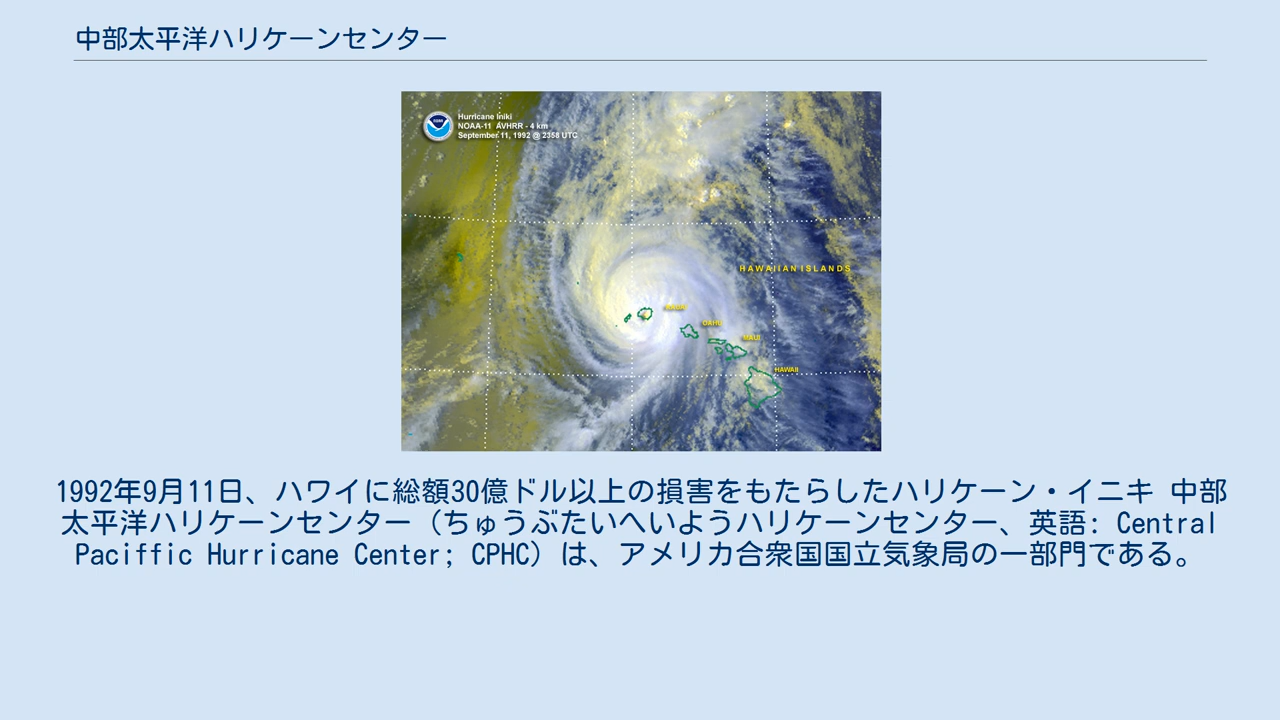 中部太平洋ハリケーンセンター
Hurricane Iniki
NOAA-11 AVHRR - 4 km
September 11, 1992 @ 2358 UTC
HAWAIIAN ISLANDS
KAUAI
OAHU
MAUI
HAWAII
1992年9月11日、ハワイに総額30億ドル以上の損害をもたらしたハリケーン・イニキ 中部
太平洋ハリケーンセンター（ちゅうぶたいへいようハリケーンセンター、英語: Central
Paciffic Hurricane Center; CPHC）は、アメリカ合衆国国立気象局の一部門である。